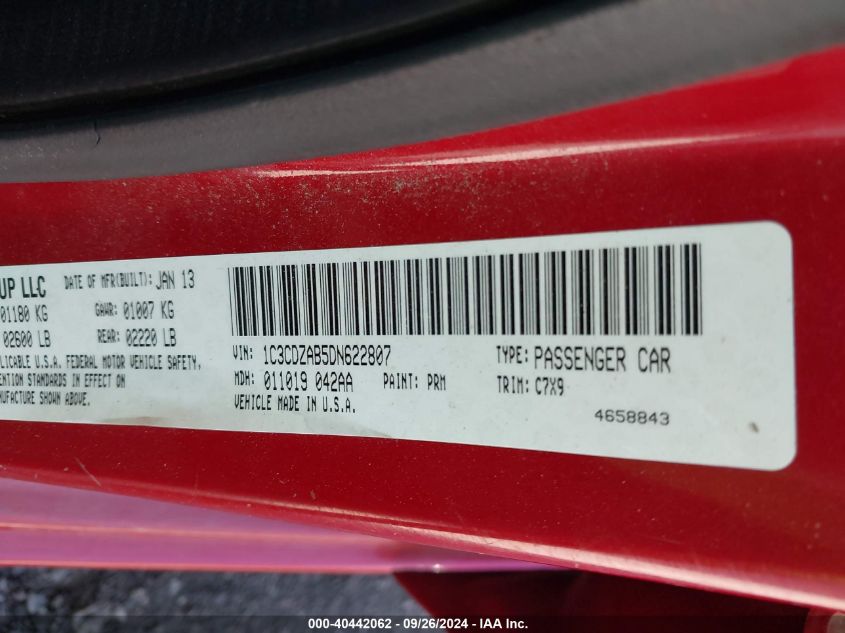 UP LLC DATE OF MFR(BUILT): JAN 13
01180 KG GAWR: 01007 KG
02600 LB REAR: 02220 LB
PLICABLE U.S.A. FEDERAL MOTOR VEHICLE SAFETY,
ENTION STANDARDS IN EFFECT ON
NUFACTURE SHOWN ABOVE.
VIN: 1C3CDZAB5DN622807 TYPE: PASSENGER CAR
MDH: 011019 042AA PAINT: PRM TRIM: C7X9
VEHICLE MADE IN U.S.A.
4658843
000-40442062 - 09/26/2024 - IAA Inc.